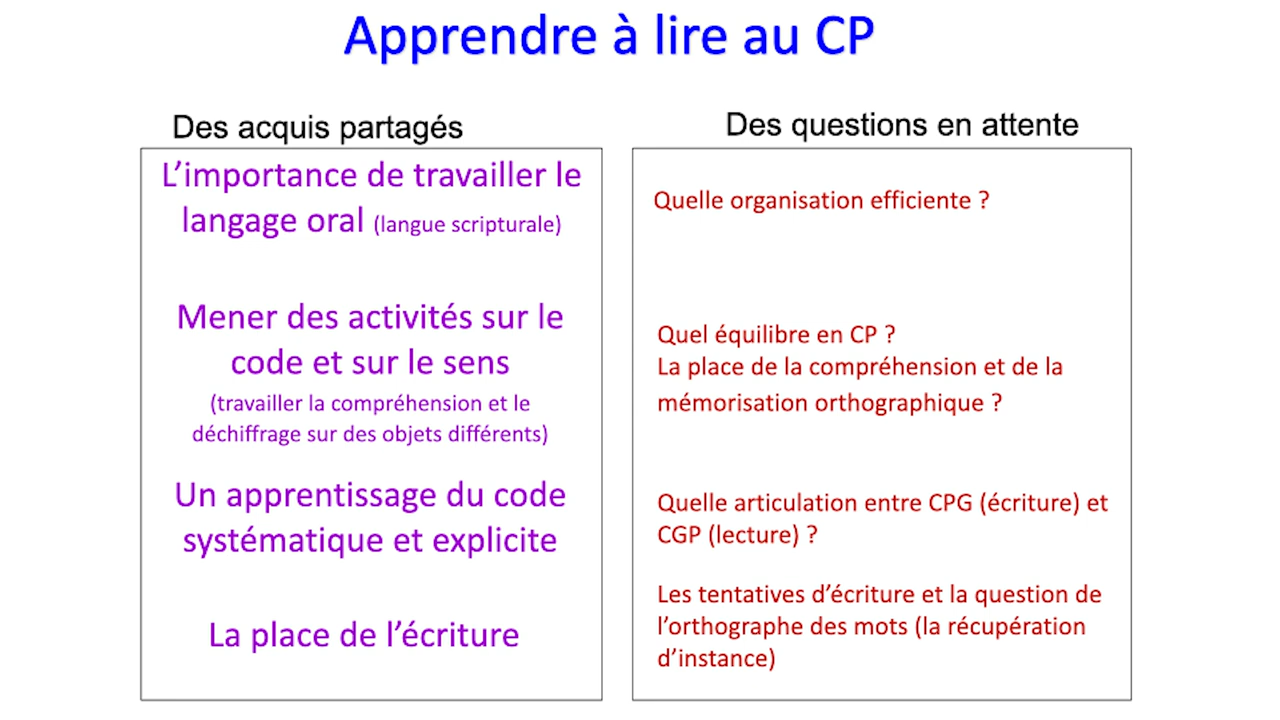 Apprendre à lire au CP
Des acquis partagés
L’importance de travailler le
langage oral (langue scripturale)
Mener des activités sur le
code et sur le sens
(travailler la compréhension et le
déchiffrage sur des objets différents)
Un apprentissage du code
systématique et explicite
La place de l’écriture
Des questions en attente
Quelle organisation efficiente ?
Quel équilibre en CP ?
La place de la compréhension et de la
mémorisation orthographique ?
Quelle articulation entre CPG (écriture) et
CGP (lecture) ?
Les tentatives d’écriture et la question de
l’orthographe des mots (la récupération
d’instance)